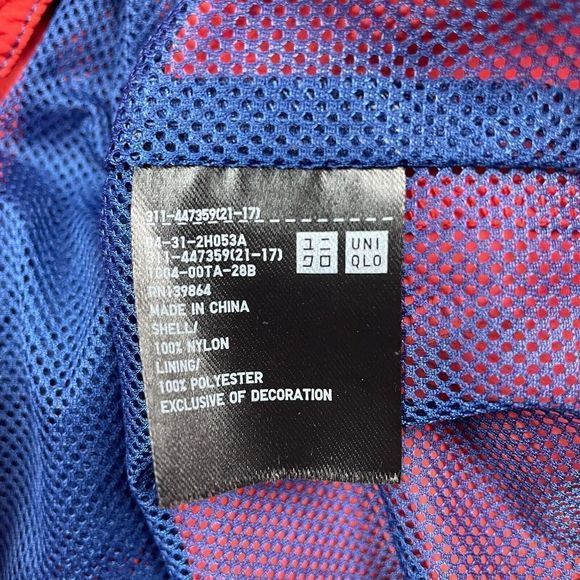 311-447359(21-17)
04-31-2H053A
311-447359(21-17)
1004-00TA-28B
RN139864
MADE IN CHINA
SHELL/
100% NYLON
LINING/
100% POLYESTER
EXCLUSIVE OF DECORATION
ユニ
クロ
UNI
QLO